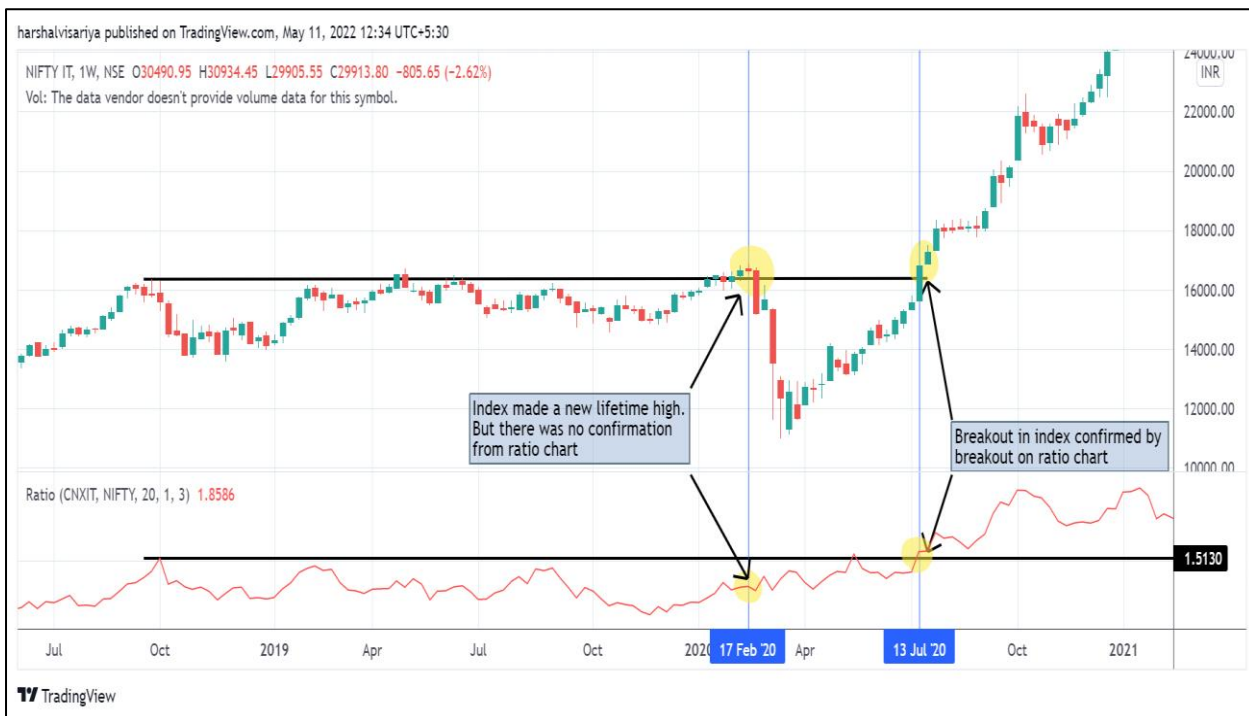 harshalvisariya published on TradingView.com, May 11, 2022 12:34 UTC+5:30
NIFTY IT, 1W, NSE O30490.95 H30934.45 L29905.55 C29913.80 −805.65 (−2.62%)
Vol: The data vendor doesn't provide volume data for this symbol.
24000.00
INR
22000.00
20000.00
18000.00
16000.00
14000.00
12000.00
10000.00
Index made a new lifetime high.
But there was no confirmation
from ratio chart
Breakout in index confirmed by
breakout on ratio chart
Ratio (CNXIT, NIFTY, 20, 1, 3) 1.8586
1.5130
Jul Oct 2019 Apr Jul Oct 2020 17 Feb '20 Apr 13 Jul '20 Oct 2021
TradingView